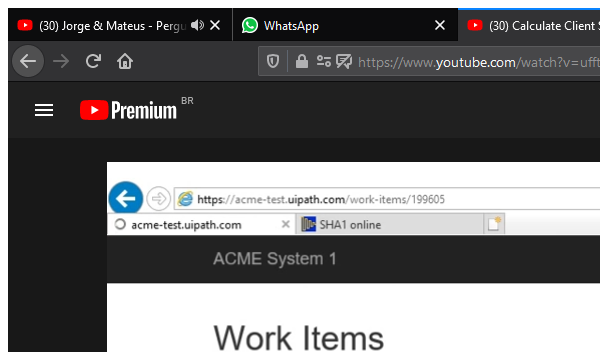 (30) Jorge & Mateus - Pergu
WhatsApp
(30) Calculate Client S
https://www.youtube.com/watch?v=ufft
Premium BR
https://acme-test.uipath.com/work-items/199605
acme-test.uipath.com
SHA1 online
ACME System 1
Work Items